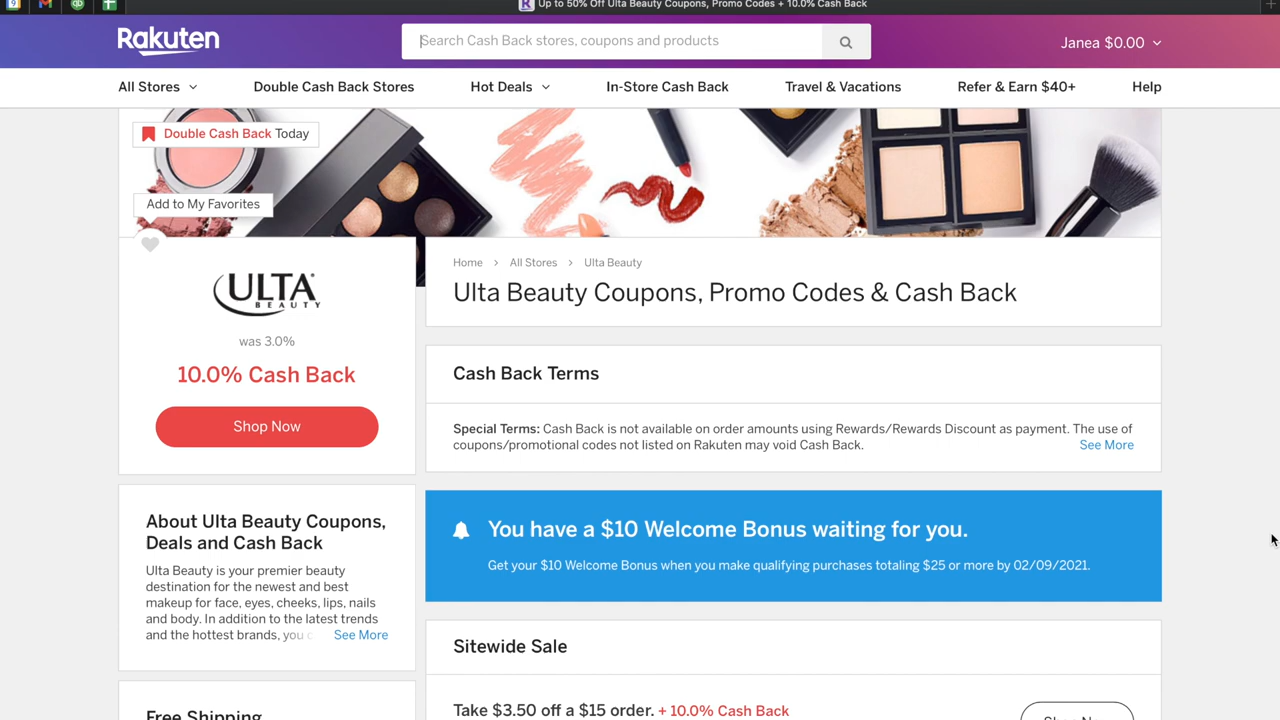 Up to 50% Off Ulta Beauty Coupons, Promo Codes + 10.0% Cash Back
Rakuten
Search Cash Back stores, coupons and products
Janea $0.00
All Stores
Double Cash Back Stores
Hot Deals
In-Store Cash Back
Travel & Vacations
Refer & Earn $40+
Help
Double Cash Back Today
Add to My Favorites
ULTA
BEAUTY
was 3.0%
10.0% Cash Back
Shop Now
Home > All Stores > Ulta Beauty
Ulta Beauty Coupons, Promo Codes & Cash Back
Cash Back Terms
Special Terms: Cash Back is not available on order amounts using Rewards/Rewards Discount as payment. The use of
coupons/promotional codes not listed on Rakuten may void Cash Back.
See More
You have a $10 Welcome Bonus waiting for you.
Get your $10 Welcome Bonus when you make qualifying purchases totaling $25 or more by 02/09/2021.
About Ulta Beauty Coupons,
Deals and Cash Back
Ulta Beauty is your premier beauty
destination for the newest and best
makeup for face, eyes, cheeks, lips, nails
and body. In addition to the latest trends
and the hottest brands, you
See More
Sitewide Sale
Take $3.50 off a $15 order. + 10.0% Cash Back
Free Shipping